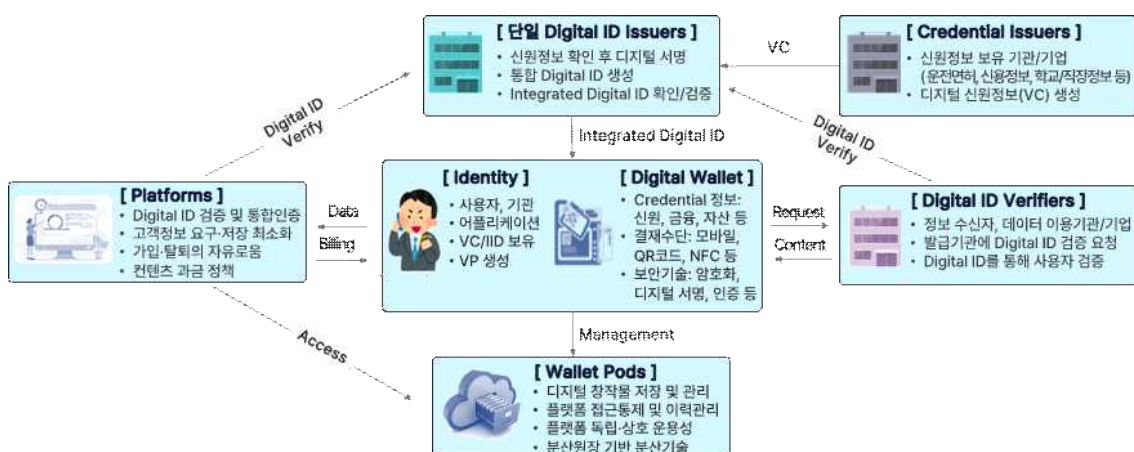 [ 단일 Digital ID Issuers ]
• 신원정보 확인 후 디지털 서명
• 통합 Digital ID 생성
• Integrated Digital ID 확인/검증
VC
[ Credential Issuers ]
• 신원정보 보유 기관/기업
(운전면허, 신용정보, 학교/직장정보 등)
• 디지털 신원정보(VC) 생성
Digital ID
Verify
Integrated Digital ID
Digital ID
Verify
[ Platforms ]
• Digital ID 검증 및 통합인증
• 고객정보 요구·저장 최소화
• 가입·탈퇴의 자유로움
• 컨텐츠 과금 정책
Data
Billing
[ Identity ]
• 사용자, 기관
• 어플리케이션
• VC/IID 보유
• VP 생성
[ Digital Wallet ]
• Credential 정보:
신원, 금융, 자산 등
• 결재수단: 모바일,
QR코드, NFC 등
• 보안기술: 암호화,
디지털 서명, 인증 등
Request
Content
[ Digital ID Verifiers ]
• 정보 수신자, 데이터 이용기관/기업
• 발급기관에 Digital ID 검증 요청
• Digital ID를 통해 사용자 검증
Access
Management
[ Wallet Pods ]
• 디지털 창작물 저장 및 관리
• 플랫폼 접근통제 및 이력관리
• 플랫폼 독립·상호 운용성
• 분산원장 기반 분산기술